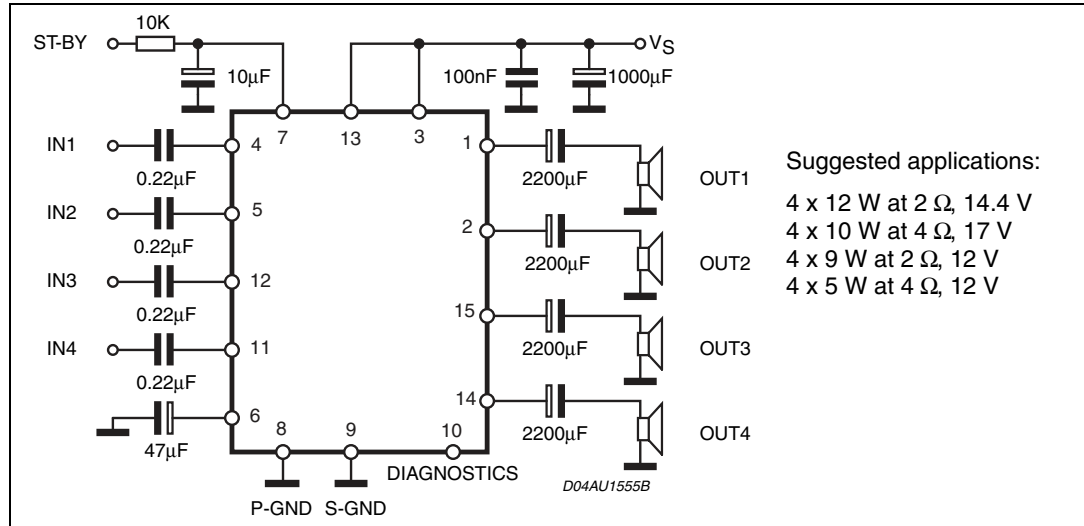 10K
ST-BY
10µF
100nF
1000µF
VS
7
13
3
IN1
4
0.22µF
IN2
5
0.22µF
IN3
12
0.22µF
IN4
11
0.22µF
6
47µF
8
9
10
P-GND
S-GND
DIAGNOSTICS
1
2200µF
OUT1
2
2200µF
OUT2
15
2200µF
OUT3
14
2200µF
OUT4
D04AU1555B
Suggested applications:
4 x 12 W at 2 Ω, 14.4 V
4 x 10 W at 4 Ω, 17 V
4 x 9 W at 2 Ω, 12 V
4 x 5 W at 4 Ω, 12 V